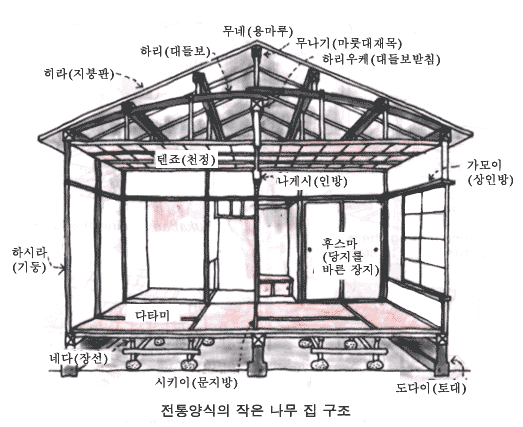 무네(용마루)
무나기(마룻대재목)
하리(대들보)
하리우케(대들보받침)
히라(지붕판)
텐죠(천정)
나게시(인방)
가모이
(상인방)
후스마
(당지를
바른 장지)
하시라
(기둥)
다타미
네다(장선)
시키이(문지방)
도다이(토대)
전통양식의 작은 나무 집 구조